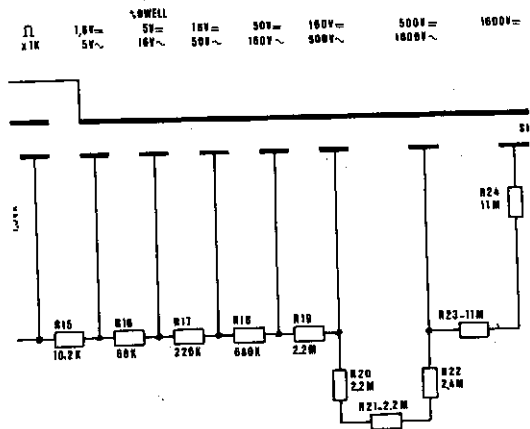 LOWELL
Ω 1,6V= 5V= 16V= 50V= 160V= 500V= 1600V=
x1K 5V~ 16V~ 50V~ 160V~ 500V~ 1600V~
R24
11M
R15 R16 R17 R18 R19 R23-11M
10.2K 68K 220K 680K 2.2M
R20 R22
2.2M 2,4M
R21-2.2M